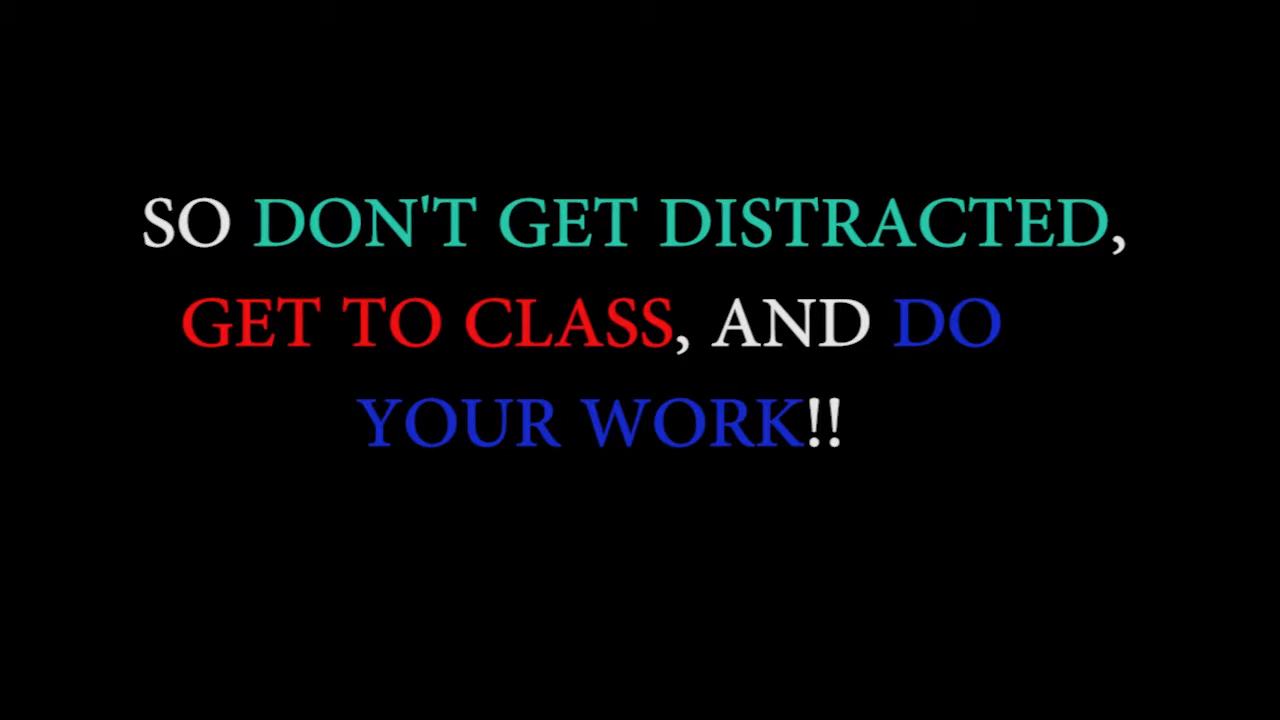 SO DON'T GET DISTRACTED,
GET TO CLASS, AND DO
YOUR WORK!!